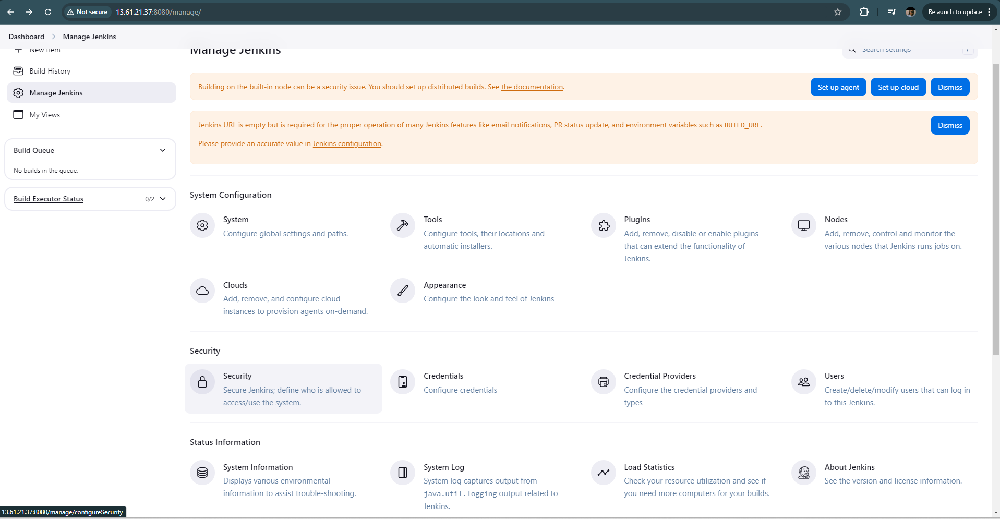 Not secure
13.61.21.37:8080/manage/
Relaunch to update
Dashboard
Manage Jenkins
New Item
Build History
Manage Jenkins
My Views
Build Queue
No builds in the queue.
Build Executor Status
0/2
Manage Jenkins
Search settings
/
Building on the built-in node can be a security issue. You should set up distributed builds. See the documentation.
Set up agent
Set up cloud
Dismiss
Jenkins URL is empty but is required for the proper operation of many Jenkins features like email notifications, PR status update, and environment variables such as BUILD_URL.
Dismiss
Please provide an accurate value in Jenkins configuration.
System Configuration
System
Configure global settings and paths.
Tools
Configure tools, their locations and
automatic installers.
Plugins
Add, remove, disable or enable plugins
that can extend the functionality of
Jenkins.
Nodes
Add, remove, control and monitor the
various nodes that Jenkins runs jobs on.
Clouds
Add, remove, and configure cloud
instances to provision agents on-demand.
Appearance
Configure the look and feel of Jenkins
Security
Security
Secure Jenkins; define who is allowed to
access/use the system.
Credentials
Configure credentials
Credential Providers
Configure the credential providers and
types
Users
Create/delete/modify users that can log in
to this Jenkins.
Status Information
System Information
Displays various environmental
information to assist trouble-shooting.
System Log
System log captures output from
java.util.logging output related to
Jenkins.
Load Statistics
Check your resource utilization and see if
you need more computers for your builds.
About Jenkins
See the version and license information.
13.61.21.37:8080/manage/configureSecurity